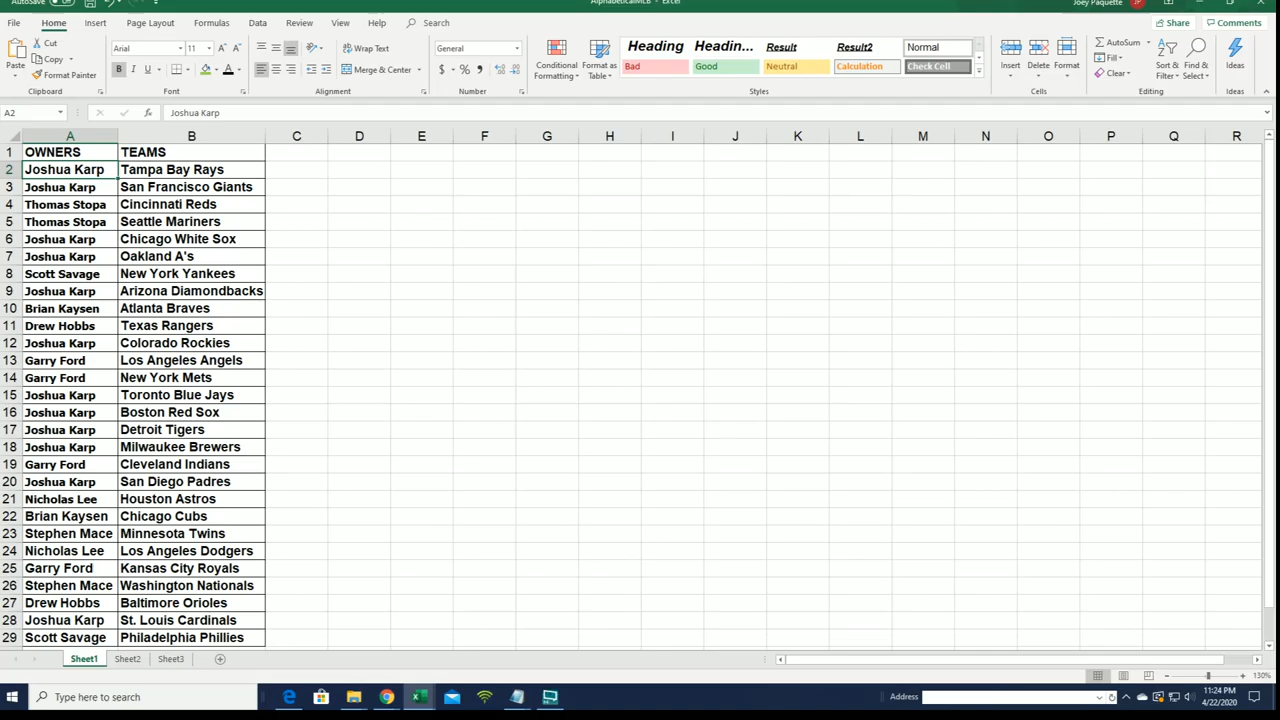 AutoSave
AlphabeticalMLB - Excel
Joey Paquette JP
File Home Insert Page Layout Formulas Data Review View Help Search Share Comments
Cut Arial 11 Wrap Text General Heading Headin... Result Result2 Normal AutoSum
Copy Fill
Paste Format Painter Merge & Center Conditional Formatting Format as Table Bad Good Neutral Calculation Check Cell Insert Delete Format Clear Sort & Filter Find & Select Ideas
Clipboard Font Alignment Number Styles Cells Editing Ideas
A2 fx Joshua Karp
A B C D E F G H I J K L M N O P Q R
1 OWNERS TEAMS
2 Joshua Karp Tampa Bay Rays
3 Joshua Karp San Francisco Giants
4 Thomas Stopa Cincinnati Reds
5 Thomas Stopa Seattle Mariners
6 Joshua Karp Chicago White Sox
7 Joshua Karp Oakland A's
8 Scott Savage New York Yankees
9 Joshua Karp Arizona Diamondbacks
10 Brian Kaysen Atlanta Braves
11 Drew Hobbs Texas Rangers
12 Joshua Karp Colorado Rockies
13 Garry Ford Los Angeles Angels
14 Garry Ford New York Mets
15 Joshua Karp Toronto Blue Jays
16 Joshua Karp Boston Red Sox
17 Joshua Karp Detroit Tigers
18 Joshua Karp Milwaukee Brewers
19 Garry Ford Cleveland Indians
20 Joshua Karp San Diego Padres
21 Nicholas Lee Houston Astros
22 Brian Kaysen Chicago Cubs
23 Stephen Mace Minnesota Twins
24 Nicholas Lee Los Angeles Dodgers
25 Garry Ford Kansas City Royals
26 Stephen Mace Washington Nationals
27 Drew Hobbs Baltimore Orioles
28 Joshua Karp St. Louis Cardinals
29 Scott Savage Philadelphia Phillies
Sheet1 Sheet2 Sheet3
130%
Type here to search
Address
11:24 PM
4/22/2020